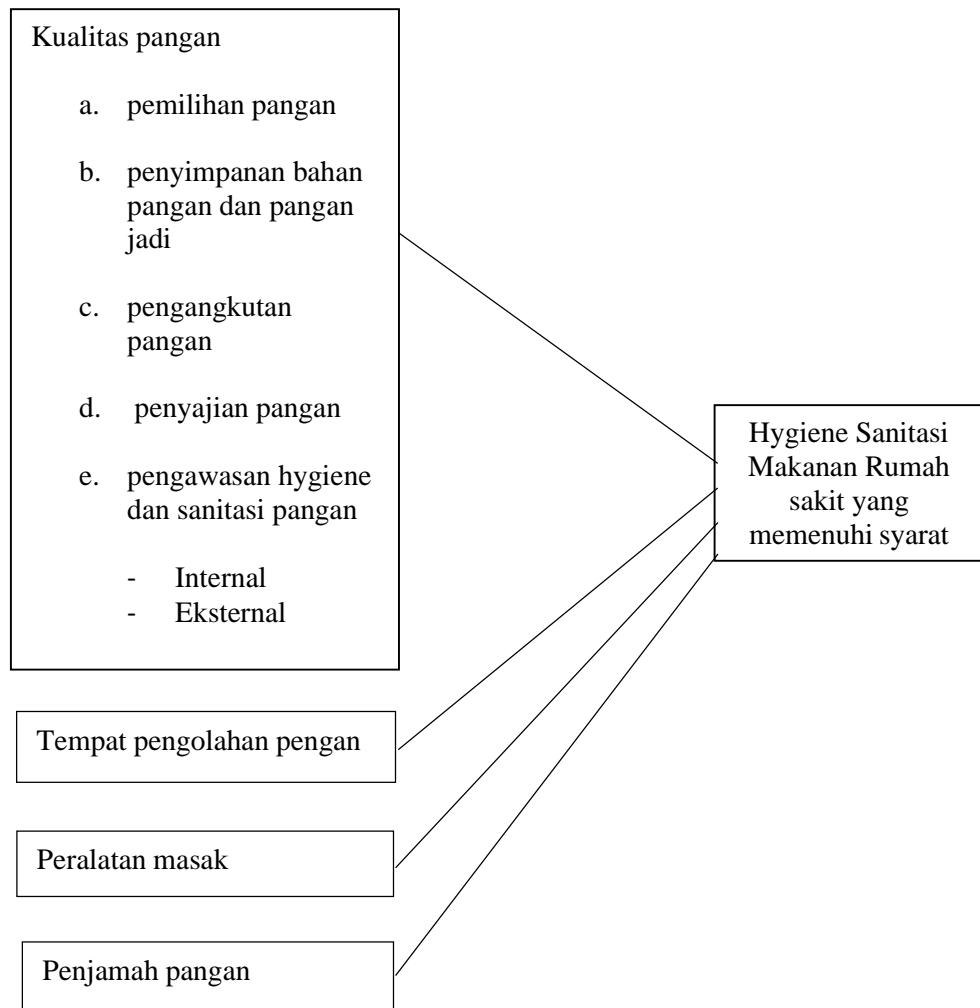 Kualitas pangan
a. pemilihan pangan
b. penyimpanan bahan
pangan dan pangan
jadi
c. pengangkutan
pangan
d. penyajian pangan
e. pengawasan hygiene
dan sanitasi pangan
- Internal
- Eksternal
Hygiene Sanitasi
Makanan Rumah
sakit yang
memenuhi syarat
Tempat pengolahan pengan
Peralatan masak
Penjamah pangan